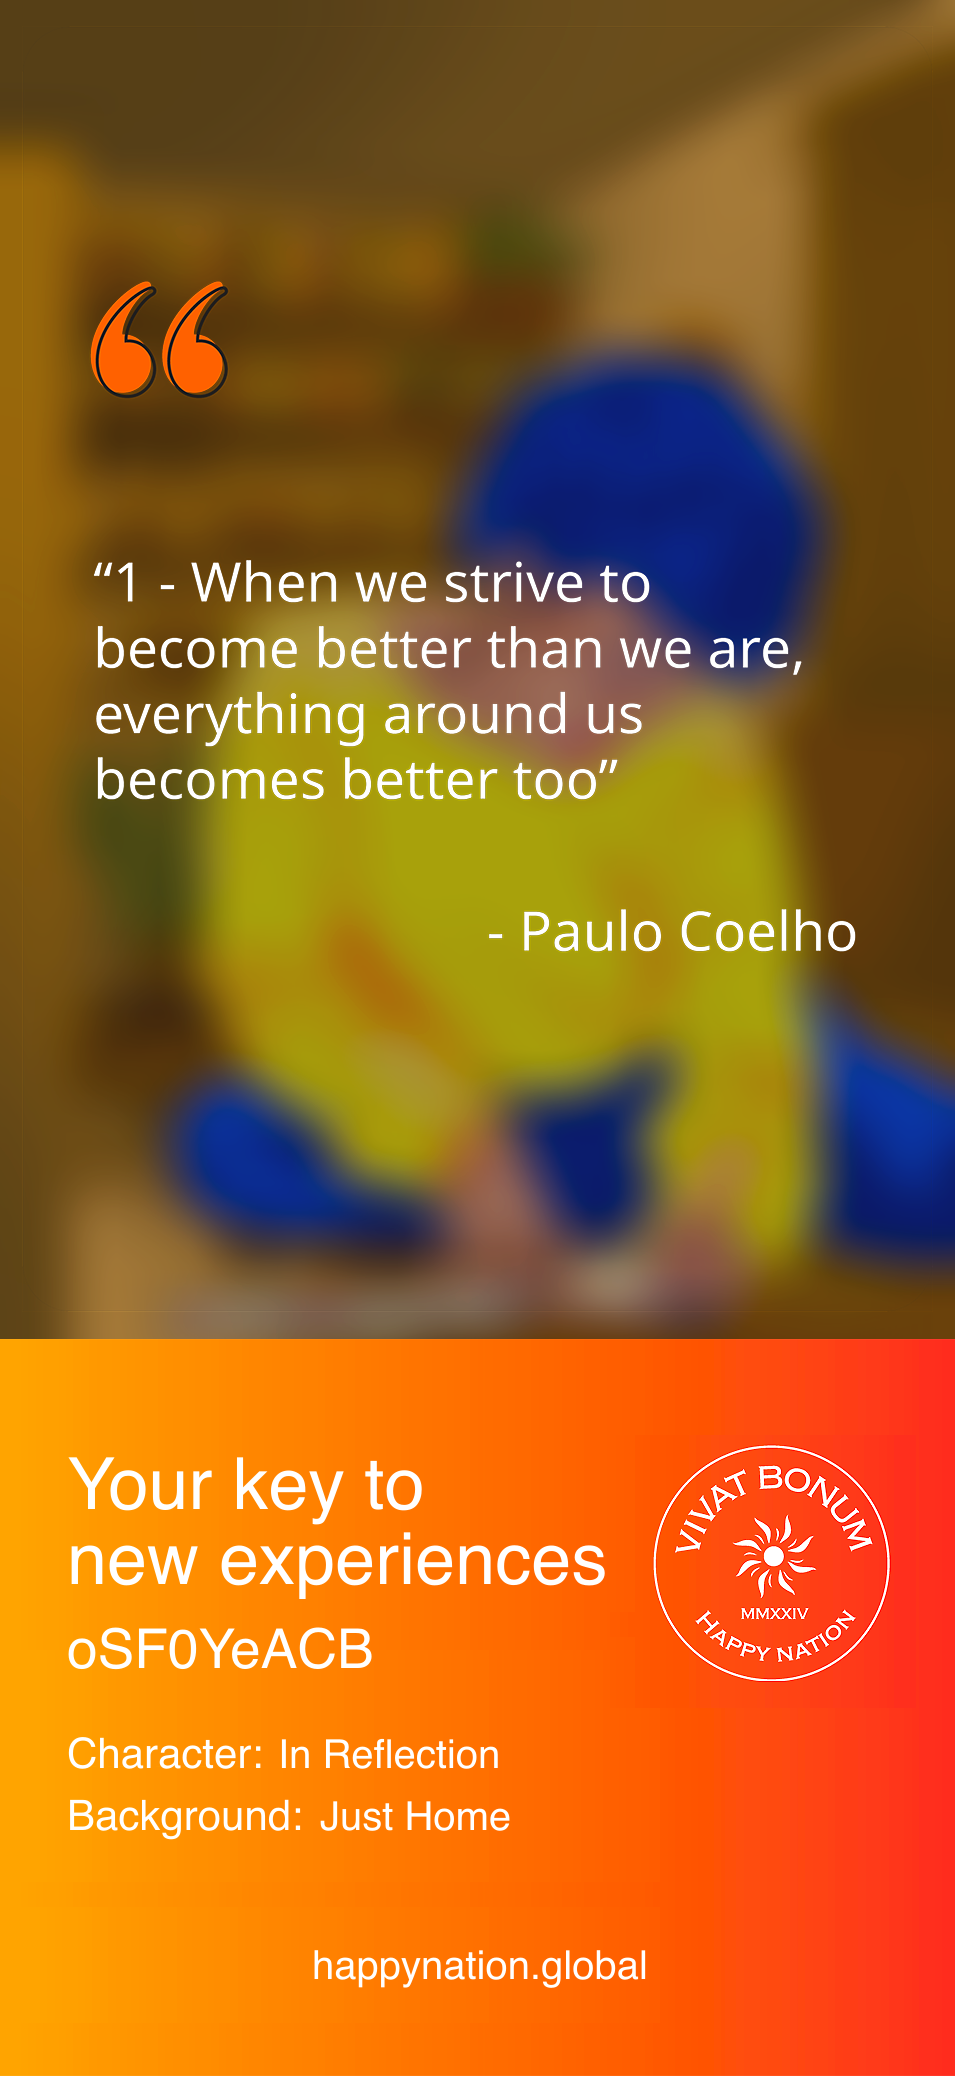 “1 - When we strive to
become better than we are,
everything around us
becomes better too”
- Paulo Coelho
Your key to
new experiences
oSF0YeACB
Character: In Reflection
Background: Just Home
VIVAT BONUM
MMXXIV
HAPPY NATION
happynation.global